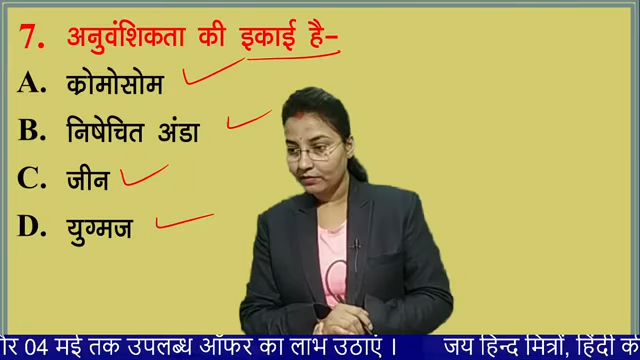 7. अनुवंशिकता की इकाई है-
A. क्रोमोसोम
B. निषेचित अंडा
C. जीन
D. युग्मज
04 मई तक उपलब्ध ऑफर का लाभ उठाएं । जय हिन्द मित्रों, हिंदी